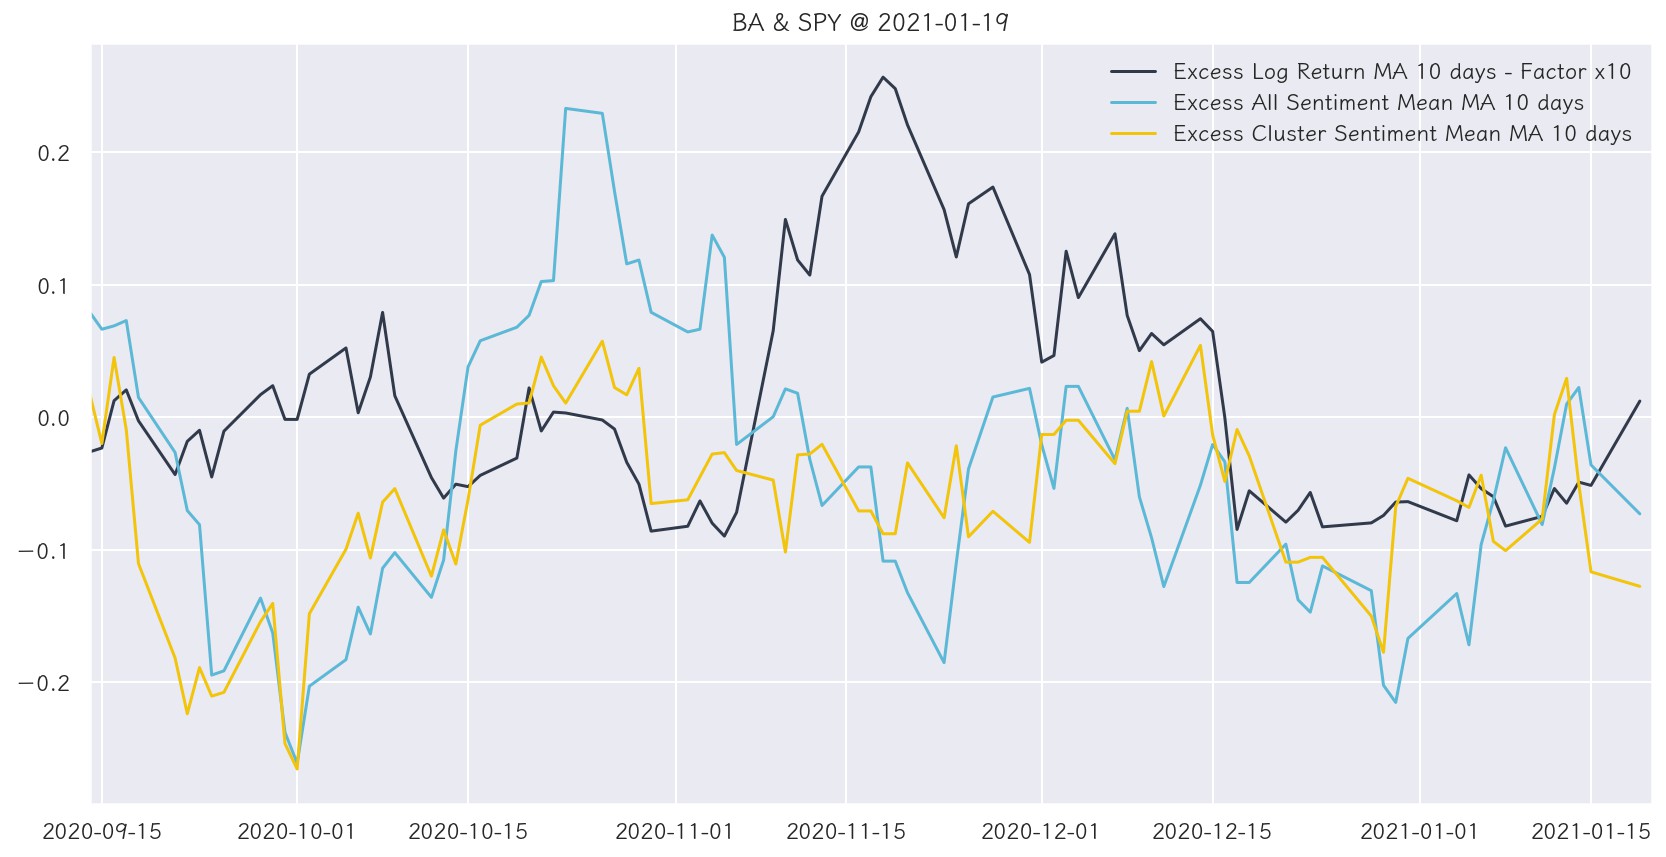 BA & SPY @ 2021-01-19
Excess Log Return MA 10 days - Factor x10
Excess All Sentiment Mean MA 10 days
Excess Cluster Sentiment Mean MA 10 days
0.2
0.1
0.0
−0.1
−0.2
2020-09-15 2020-10-01 2020-10-15 2020-11-01 2020-11-15 2020-12-01 2020-12-15 2021-01-01 2021-01-15